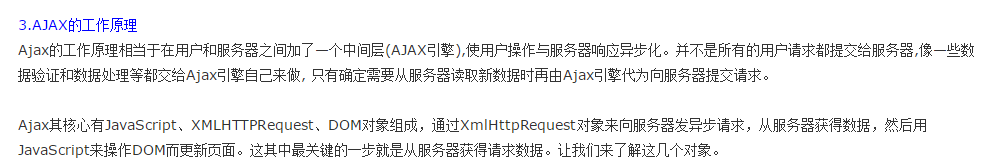 3.AJAX的工作原理
Ajax的工作原理相当于在用户和服务器之间加了一个中间层(AJAX引擎),使用户操作与服务器响应异步化。并不是所有的用户请求都提交给服务器,像一些数
据验证和数据处理等都交给Ajax引擎自己来做, 只有确定需要从服务器读取新数据时再由Ajax引擎代为向服务器提交请求。
Ajax其核心有JavaScript、XMLHTTPRequest、DOM对象组成，通过XmlHttpRequest对象来向服务器发异步请求，从服务器获得数据，然后用
JavaScript来操作DOM而更新页面。这其中最关键的一步就是从服务器获得请求数据。让我们来了解这几个对象。